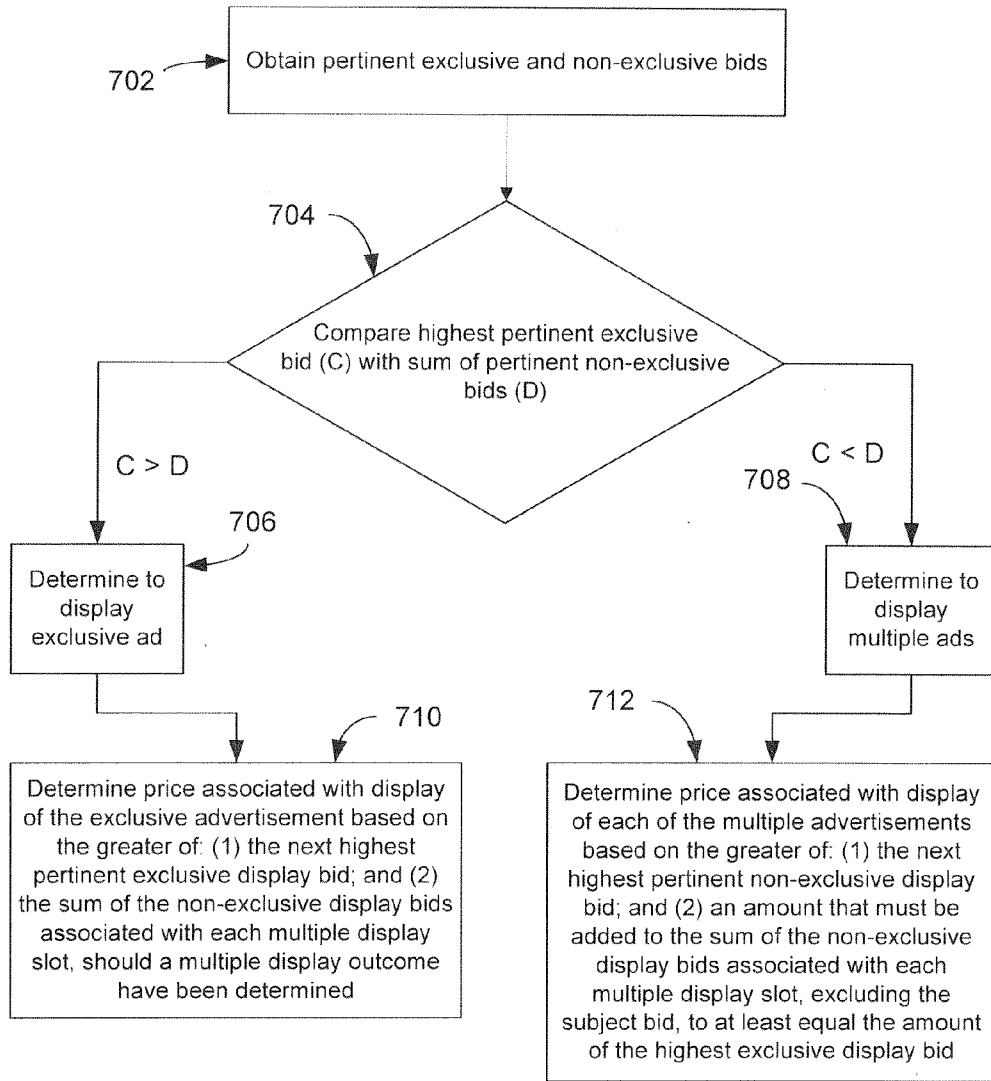 Obtain pertinent exclusive and non-exclusive bids
702
704
Compare highest pertinent exclusive
bid (C) with sum of pertinent non-exclusive
bids (D)
C > D
C < D
706
708
Determine to
display
exclusive ad
Determine to
display
multiple ads
710
712
Determine price associated with display
of the exclusive advertisement based on
the greater of: (1) the next highest
pertinent exclusive display bid; and (2)
the sum of the non-exclusive display bids
associated with each multiple display
slot, should a multiple display outcome
have been determined
Determine price associated with display
of each of the multiple advertisements
based on the greater of: (1) the next
highest pertinent non-exclusive display
bid; and (2) an amount that must be
added to the sum of the non-exclusive
display bids associated with each
multiple display slot, excluding the
subject bid, to at least equal the amount
of the highest exclusive display bid